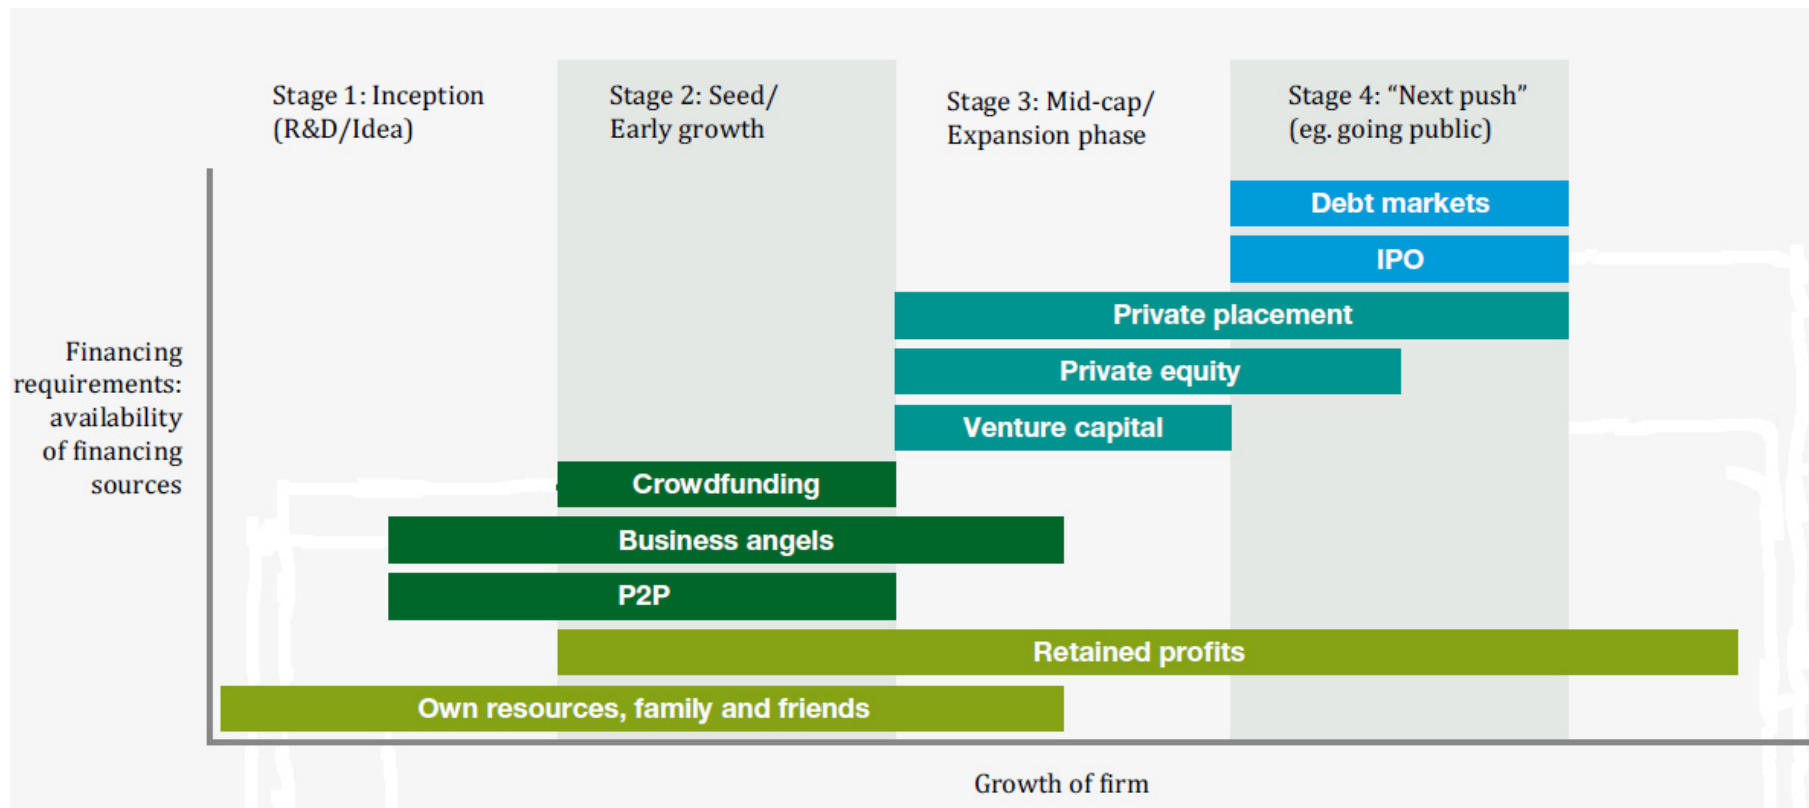 Stage 1: Inception
(R&D/Idea)
Stage 2: Seed/
Early growth
Stage 3: Mid-cap/
Expansion phase
Stage 4: “Next push”
(eg. going public)
Debt markets
IPO
Private placement
Private equity
Venture capital
Crowdfunding
Business angels
P2P
Retained profits
Own resources, family and friends
Financing
requirements:
availability
of financing
sources
Growth of firm